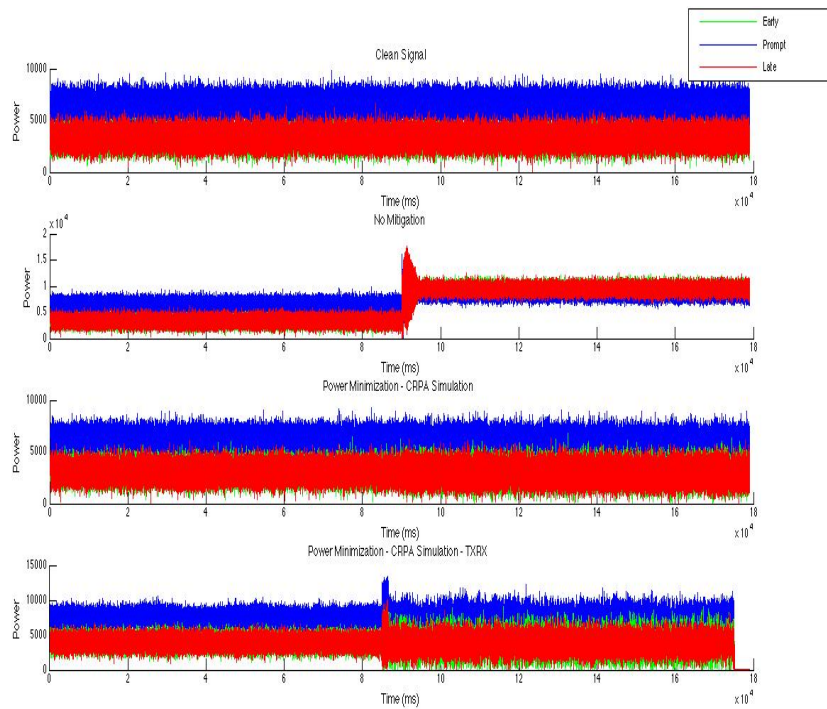 Early
Prompt
Late
Clean Signal
10000
5000
0
Power
0 2 4 6 8 10 12 14 16 18
Time (ms)
x 10^4
No Mitigation
x 10^4
2
1.5
1
0.5
0
Power
0 2 4 6 8 10 12 14 16 18
Time (ms)
x 10^4
Power Minimization - CRPA Simulation
10000
5000
0
Power
0 2 4 6 8 10 12 14 16 18
Time (ms)
x 10^4
Power Minimization - CRPA Simulation - TXRX
15000
10000
5000
0
Power
0 2 4 6 8 10 12 14 16 18
Time (ms)
x 10^4